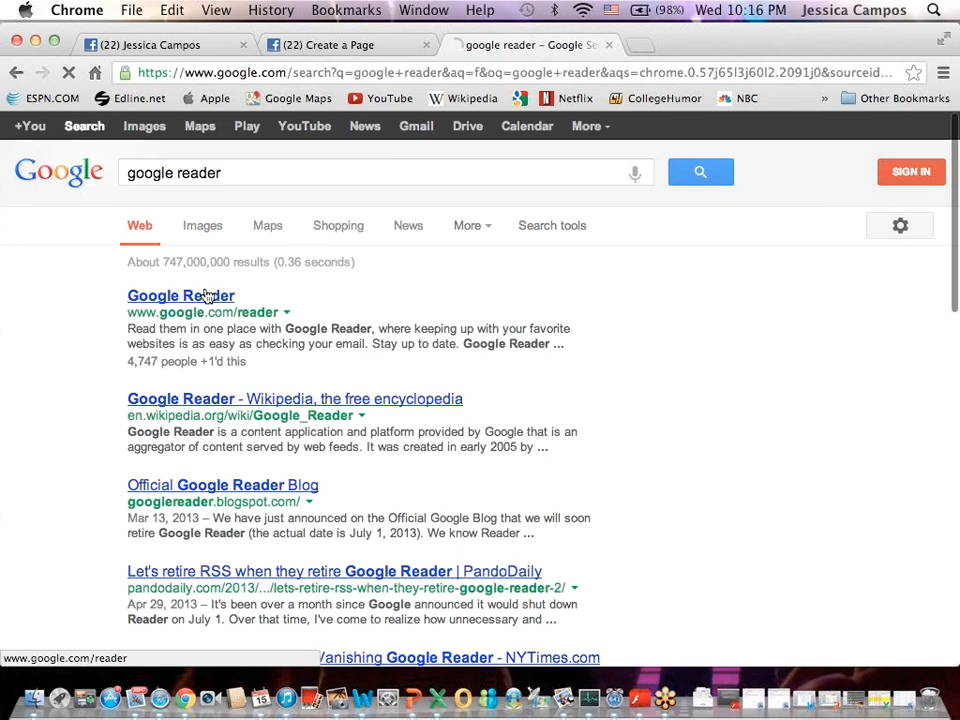 Chrome File Edit View History Bookmarks Window Help (98%) Wed 10:16 PM Jessica Campos
(22) Jessica Campos × (22) Create a Page × google reader - Google Se ×
https://www.google.com/search?q=google+reader&aq=f&oq=google+reader&aqs=chrome.0.57j65l3j60l2.2091j0&sourceid...
ESPN.COM Edline.net Apple Google Maps YouTube Wikipedia Netflix CollegeHumor NBC » Other Bookmarks
+You Search Images Maps Play YouTube News Gmail Drive Calendar More
Google google reader SIGN IN
Web Images Maps Shopping News More Search tools
About 747,000,000 results (0.36 seconds)
Google Reader
www.google.com/reader
Read them in one place with Google Reader, where keeping up with your favorite
websites is as easy as checking your email. Stay up to date. Google Reader ...
4,747 people +1'd this
Google Reader - Wikipedia, the free encyclopedia
en.wikipedia.org/wiki/Google_Reader
Google Reader is a content application and platform provided by Google that is an
aggregator of content served by web feeds. It was created in early 2005 by ...
Official Google Reader Blog
googlereader.blogspot.com/
Mar 13, 2013 – We have just announced on the Official Google Blog that we will soon
retire Google Reader (the actual date is July 1, 2013). We know Reader ...
Let's retire RSS when they retire Google Reader | PandoDaily
pandodaily.com/2013/.../lets-retire-rss-when-they-retire-google-reader-2/
Apr 29, 2013 – It's been over a month since Google announced it would shut down
Reader on July 1. Over that time, I've come to realize how unnecessary and ...
Vanishing Google Reader - NYTimes.com
www.google.com/reader
15